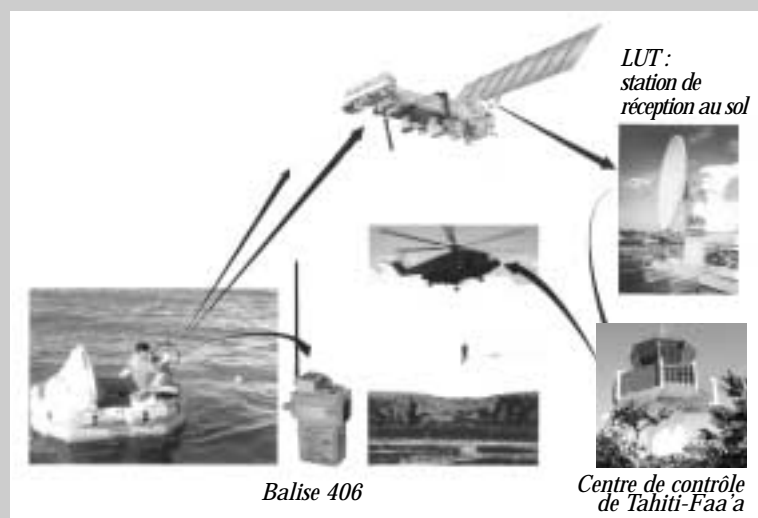 LUT :
station de
réception au sol
Balise 406
Centre de contrôle
de Tahiti-Faa'a